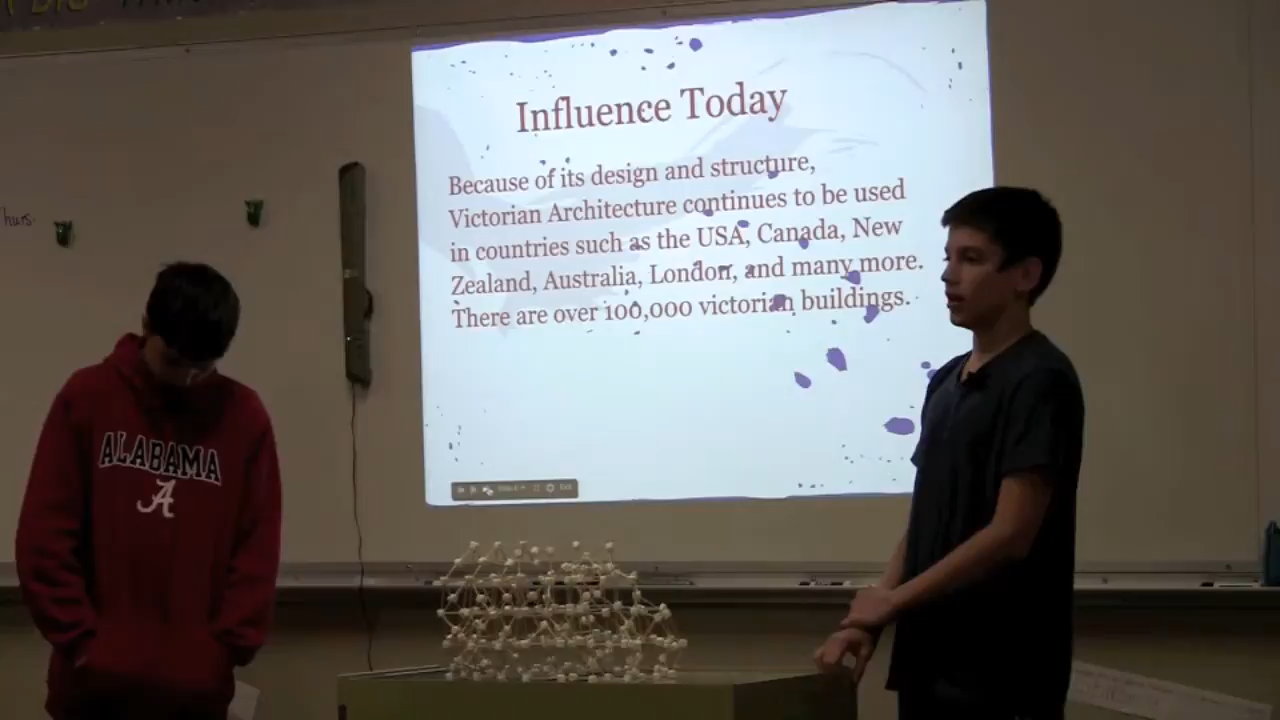 Influence Today
Because of its design and structure,
Victorian Architecture continues to be used
in countries such as the USA, Canada, New
Zealand, Australia, London, and many more.
There are over 100,000 victorian buildings.
hurs.
ALABAMA
A